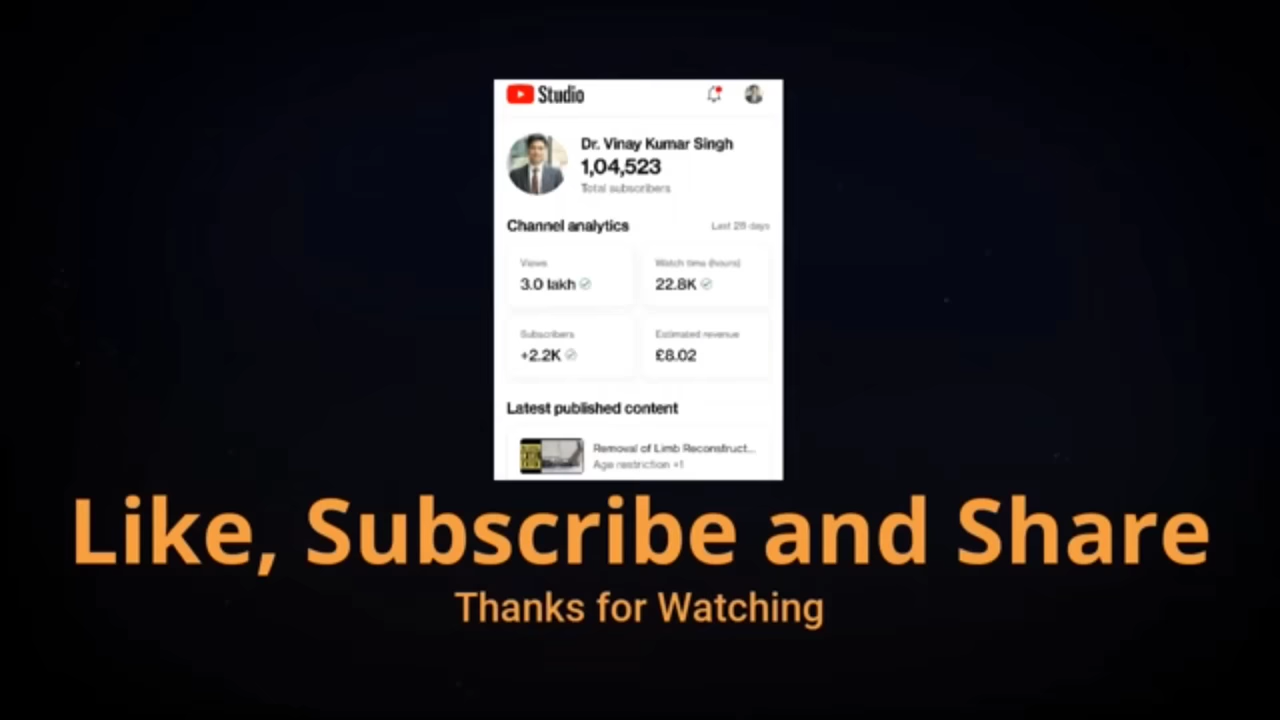 Studio
Dr. Vinay Kumar Singh
1,04,523
Total subscribers
Channel analytics
Last 28 days
Views
Watch time (hours)
3.0 lakh
22.8K
Subscribers
Estimated revenue
+2.2K
£8.02
Latest published content
Removal of Limb Reconstruct...
Age restriction +1
Like, Subscribe and Share
Thanks for Watching